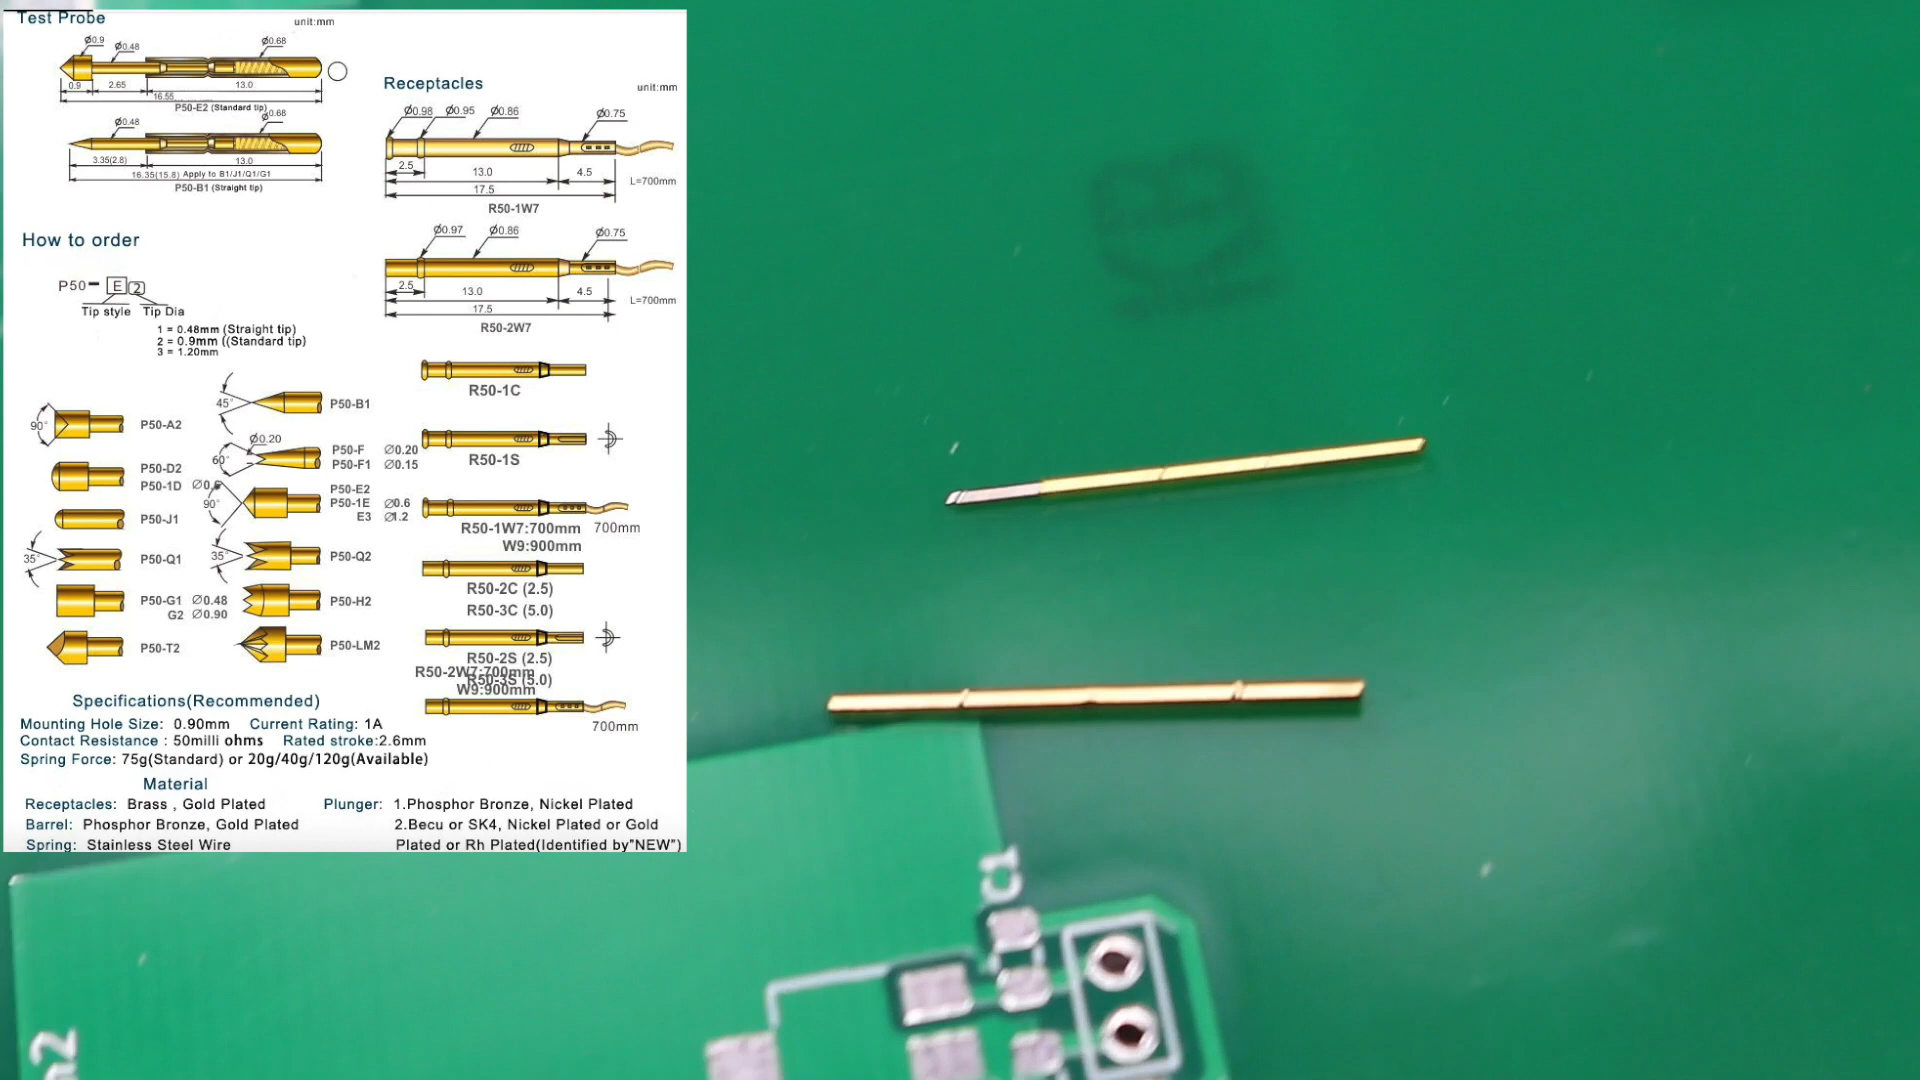 Test Probe
unit:mm
Ø0.9
Ø0.48
Ø0.68
0.9
2.65
13.0
16.55
P50-E2 (Standard tip)
Ø0.48
Ø0.68
3.35(2.8)
13.0
16.35(15.8) Apply to B1/J1/Q1/G1
P50-B1 (Straight tip)
Receptacles
unit:mm
Ø0.98
Ø0.95
Ø0.86
Ø0.75
2.5
13.0
4.5
L=700mm
17.5
R50-1W7
Ø0.97
Ø0.86
Ø0.75
2.5
13.0
4.5
L=700mm
17.5
R50-2W7
How to order
P50- E 2
Tip style Tip Dia
1 = 0.48mm (Straight tip)
2 = 0.9mm ((Standard tip)
3 = 1.20mm
90°
P50-A2
P50-D2
P50-1D
P50-J1
35°
P50-Q1
P50-G1 Ø0.48
G2 Ø0.90
P50-T2
45°
P50-B1
Ø0.20
60°
P50-F Ø0.20
P50-F1 Ø0.15
90°
P50-E2
P50-1E Ø0.6
E3 Ø1.2
35°
P50-Q2
P50-H2
P50-LM2
R50-1C
R50-1S
R50-1W7:700mm 700mm
W9:900mm
R50-2C (2.5)
R50-3C (5.0)
R50-2S (2.5)
R50-2W7:700mm
R50-3S (5.0)
W9:900mm
700mm
Specifications(Recommended)
Mounting Hole Size: 0.90mm Current Rating: 1A
Contact Resistance : 50milli ohms Rated stroke:2.6mm
Spring Force: 75g(Standard) or 20g/40g/120g(Available)
Material
Receptacles: Brass , Gold Plated
Barrel: Phosphor Bronze, Gold Plated
Spring: Stainless Steel Wire
Plunger: 1.Phosphor Bronze, Nickel Plated
2.Becu or SK4, Nickel Plated or Gold
Plated or Rh Plated(Identified by"NEW")
C1